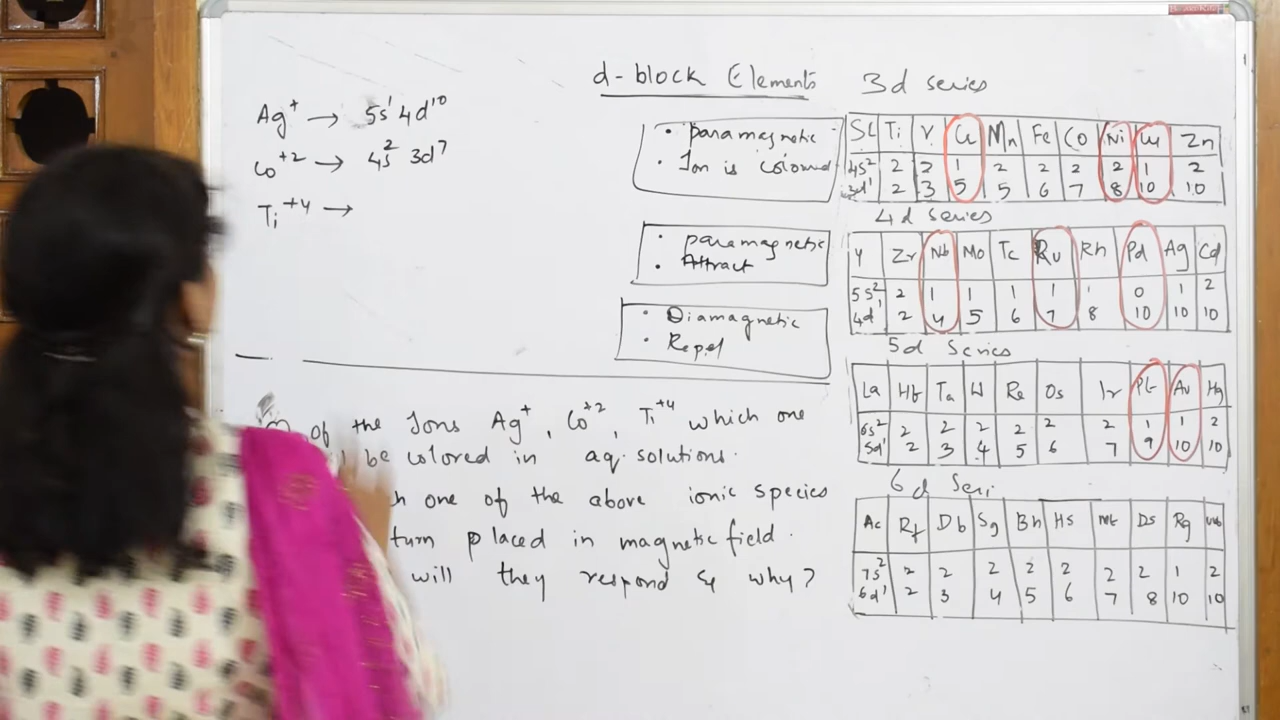 d-block Elements
Ag+ → 5s1 4d10
Co+2 → 4s2 3d7
Ti+4 →
• paramagnetic
• Ion is coloured
• paramagnetic
• Attract
• Diamagnetic
• Repel
of the Ions Ag+, Co+2, Ti+4 which one
be colored in aq. solutions.
one of the above ionic species
turn placed in magnetic field.
will they respond & why?
3d series
Sc Ti V Cr Mn Fe Co Ni Cu Zn
4s2 2 2 1 2 2 2 2 1 2
3d1 2 3 5 5 6 7 8 10 10
4d series
Y Zr Nb Mo Tc Ru Rh Pd Ag Cd
5s2 2 1 1 1 1 1 0 1 2
4d1 2 4 5 6 7 8 10 10 10
5d Series
La Hf Ta W Re Os Ir Pt Au Hg
6s2 2 2 2 2 2 2 1 1 2
5d1 2 3 4 5 6 7 9 10 10
6d Seri
Ac Rf Db Sg Bh Hs Mt Ds Rg
7s2 2 2 2 2 2 2 2 1 2
6d1 2 3 4 5 6 7 8 10 10